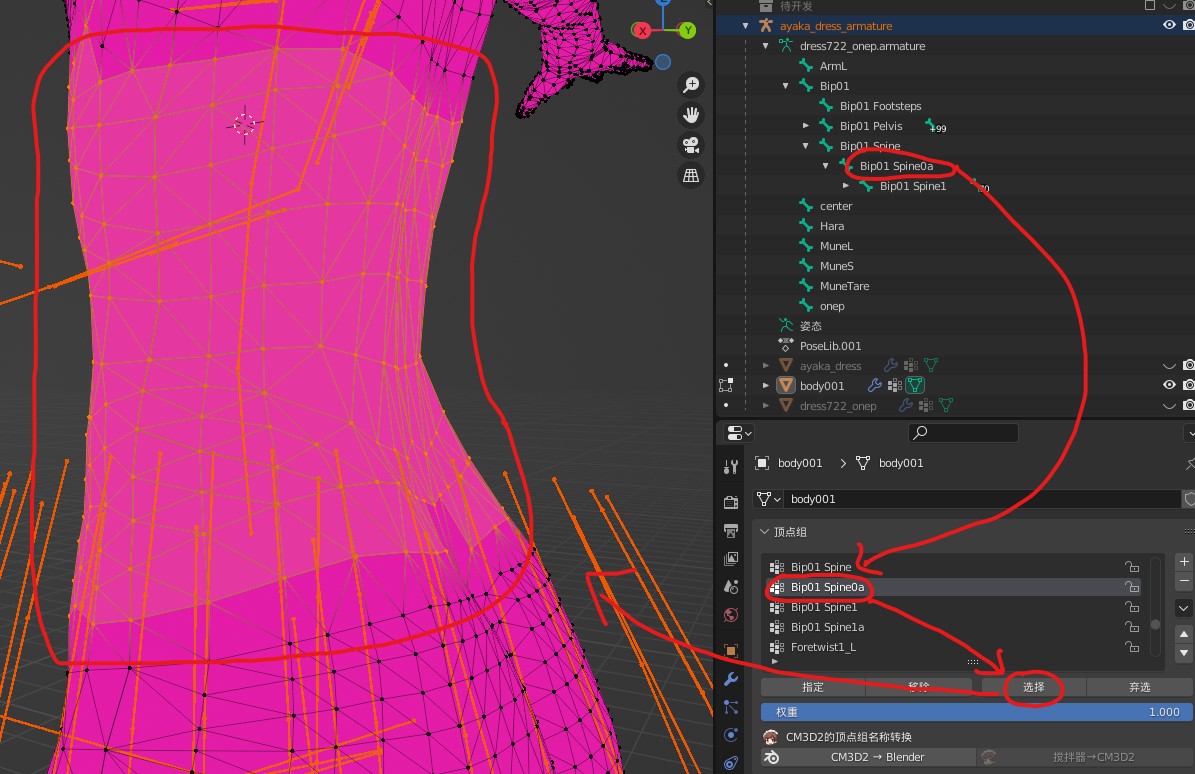 待开发
ayaka_dress_armature
dress722_onep.armature
ArmL
Bip01
Bip01 Footsteps
Bip01 Pelvis +99
Bip01 Spine
Bip01 Spine0a
Bip01 Spine1
center
Hara
MuneL
MuneS
MuneTare
onep
姿态
PoseLib.001
ayaka_dress
body001
dress722_onep
X Y
body001 > body001
body001
顶点组
Bip01 Spine
Bip01 Spine0a
Bip01 Spine1
Bip01 Spine1a
Foretwist1_L
指定 移除 选择 弃选
权重 1.000
CM3D2的顶点组名称转换
CM3D2 → Blender 搅拌器→CM3D2